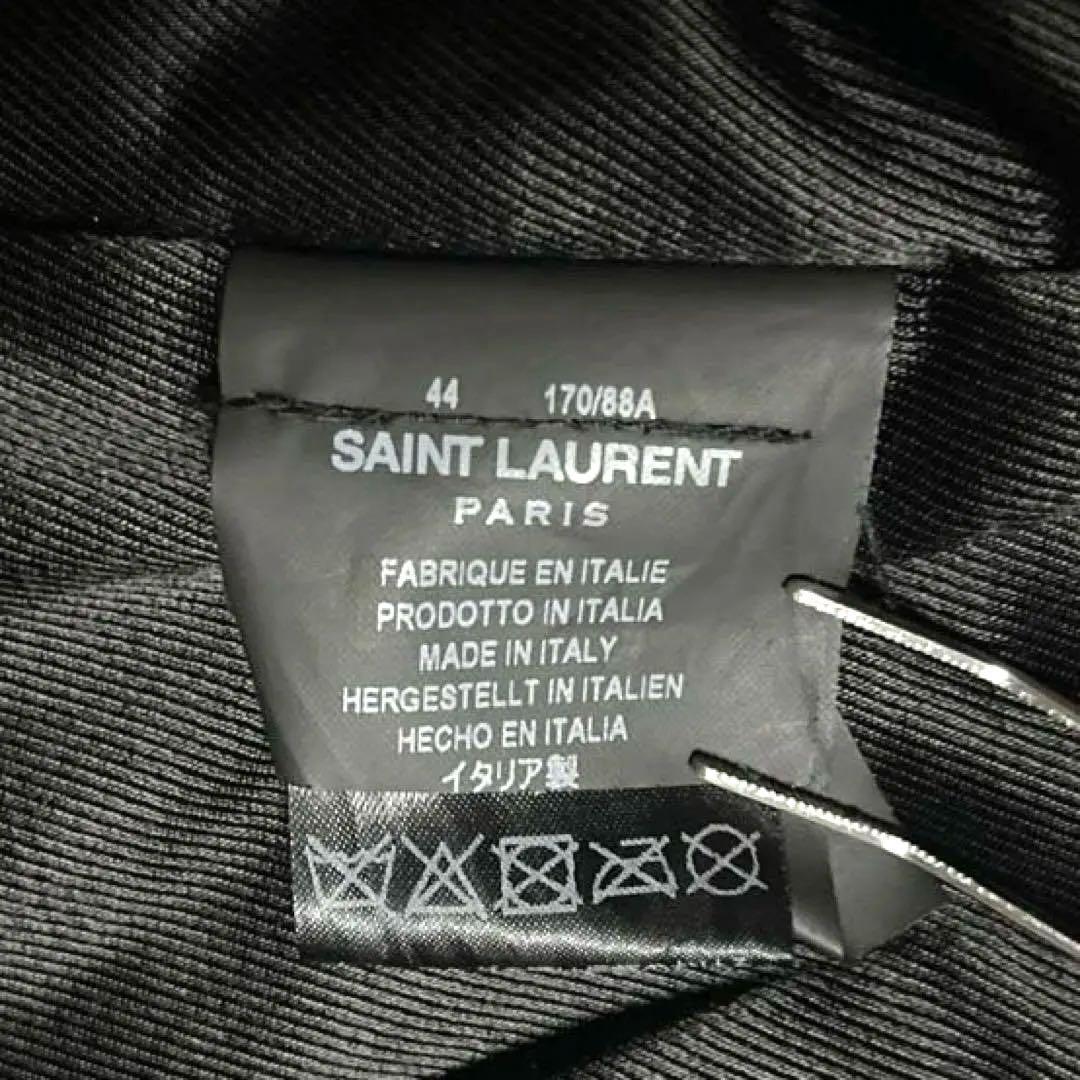 44 170/88A
SAINT LAURENT
PARIS
FABRIQUE EN ITALIE
PRODOTTO IN ITALIA
MADE IN ITALY
HERGESTELLT IN ITALIEN
HECHO EN ITALIA
イタリア製